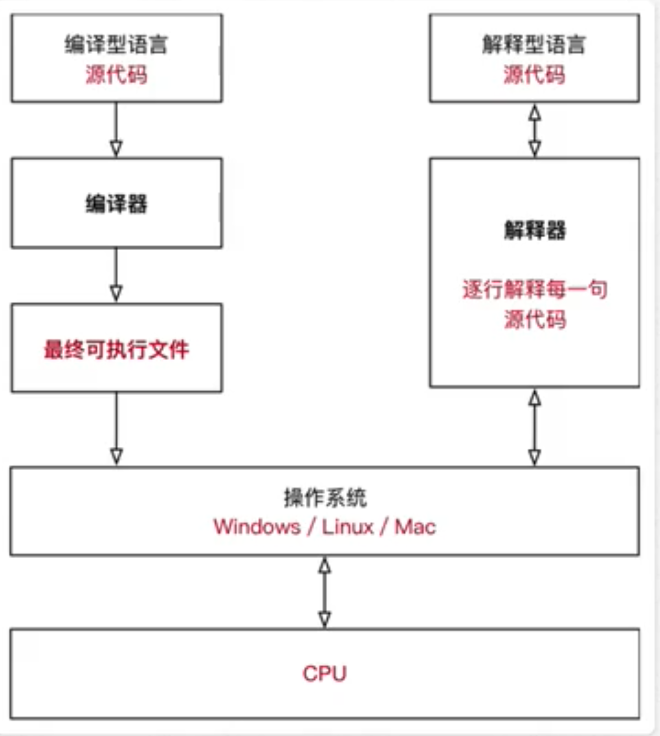 编译型语言
源代码
解释型语言
源代码
编译器
解释器
逐行解释每一句
源代码
最终可执行文件
操作系统
Windows / Linux / Mac
CPU